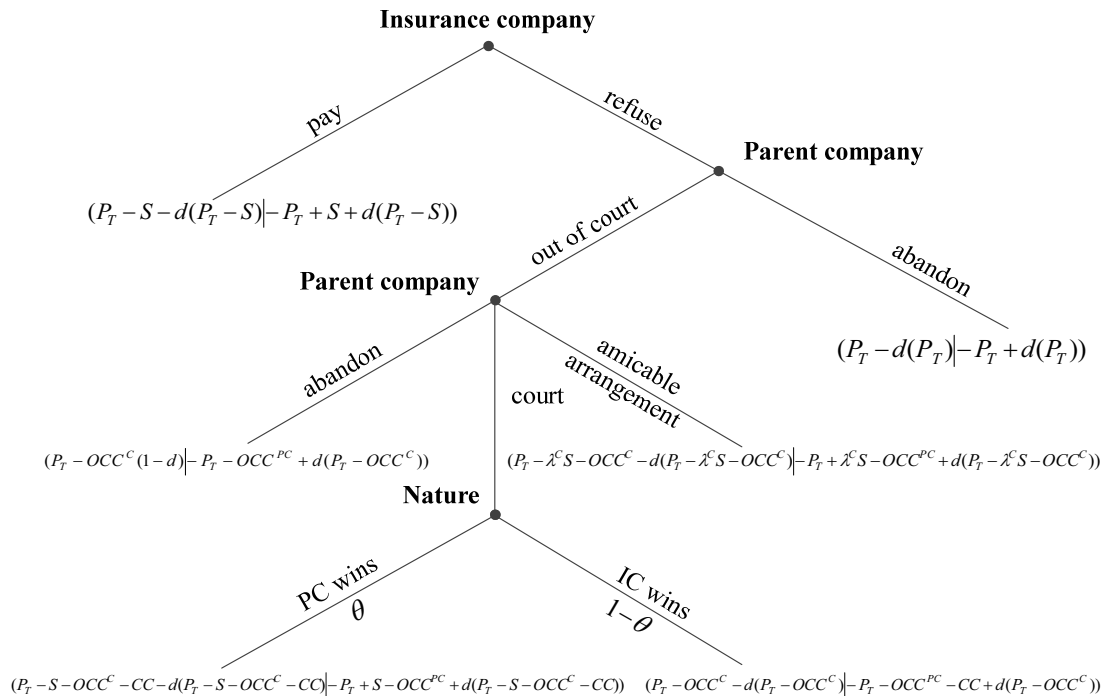 Insurance company
pay
refuse
Parent company
(P_T − S − d(P_T − S)|−P_T + S + d(P_T − S))
out of court
abandon
Parent company
(P_T − d(P_T)|−P_T + d(P_T))
abandon
court
amicable
arrangement
(P_T − OCC^C (1−d)|−P_T − OCC^{PC} + d(P_T − OCC^C))
(P_T − λ^C S − OCC^C − d(P_T − λ^C S − OCC^C)|−P_T + λ^C S − OCC^{PC} + d(P_T − λ^C S − OCC^C))
Nature
PC wins
θ
IC wins
1−θ
(P_T − S − OCC^C − CC − d(P_T − S − OCC^C − CC)|−P_T + S − OCC^{PC} + d(P_T − S − OCC^C − CC))
(P_T − OCC^C − d(P_T − OCC^C)|−P_T − OCC^{PC} − CC + d(P_T − OCC^C))